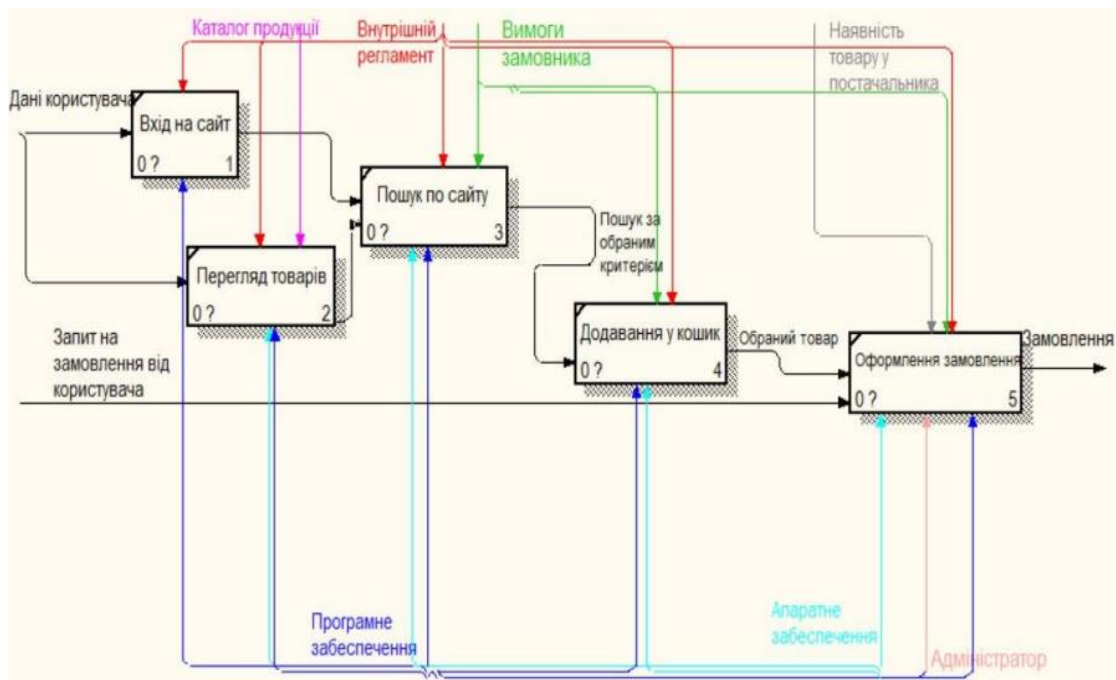 Каталог продукції
Внутрішній
регламент
Вимоги
замовника
Наявність
товару у
постачальника
Дані користувача
Вхід на сайт
0 ?
1
Пошук по сайту
0 ?
3
Пошук за
обраним
критерієм
Перегляд товарів
0 ?
2
Запит на
замовлення від
користувача
Додавання у кошик
0 ?
4
Обраний товар
Оформлення замовлення
0 ?
5
Замовлення
Програмне
забеспечення
Апаратне
забеспечення
Адміністратор